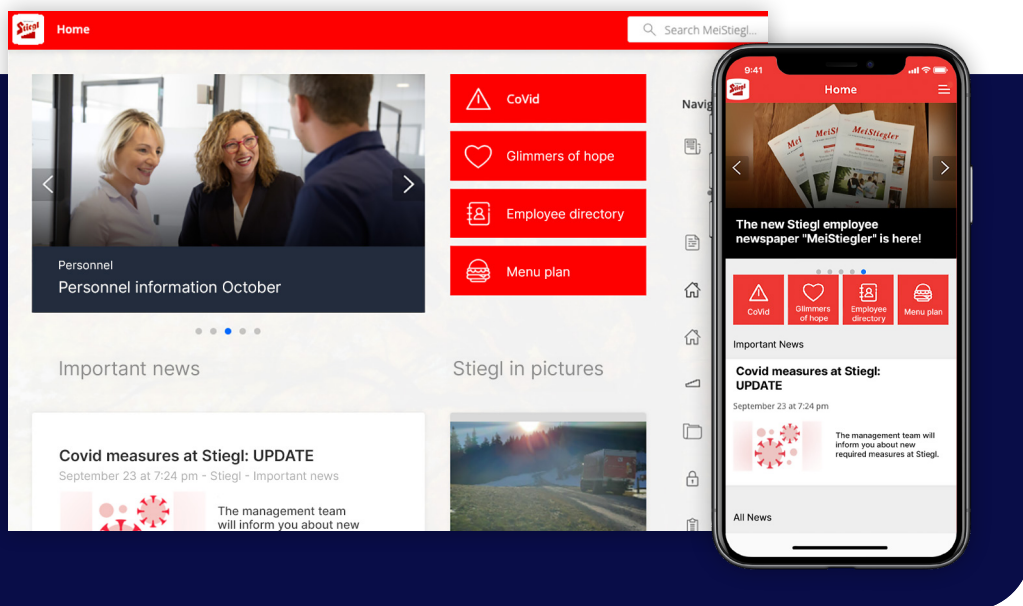 Stiegl
Home
Search MeiStiegl...
CoVid
Glimmers of hope
Employee directory
Menu plan
Navig
Personnel
Personnel information October
Important news
Stiegl in pictures
Covid measures at Stiegl: UPDATE
September 23 at 7:24 pm - Stiegl - Important news
The management team
will inform you about new
9:41
Stiegl
Home
MeiSt
MeiStiegler
The new Stiegl employee
newspaper "MeiStiegler" is here!
CoVid
Glimmers
of hope
Employee
directory
Menu plan
Important News
Covid measures at Stiegl:
UPDATE
September 23 at 7:24 pm
The management team will
inform you about new
required measures at Stiegl.
All News